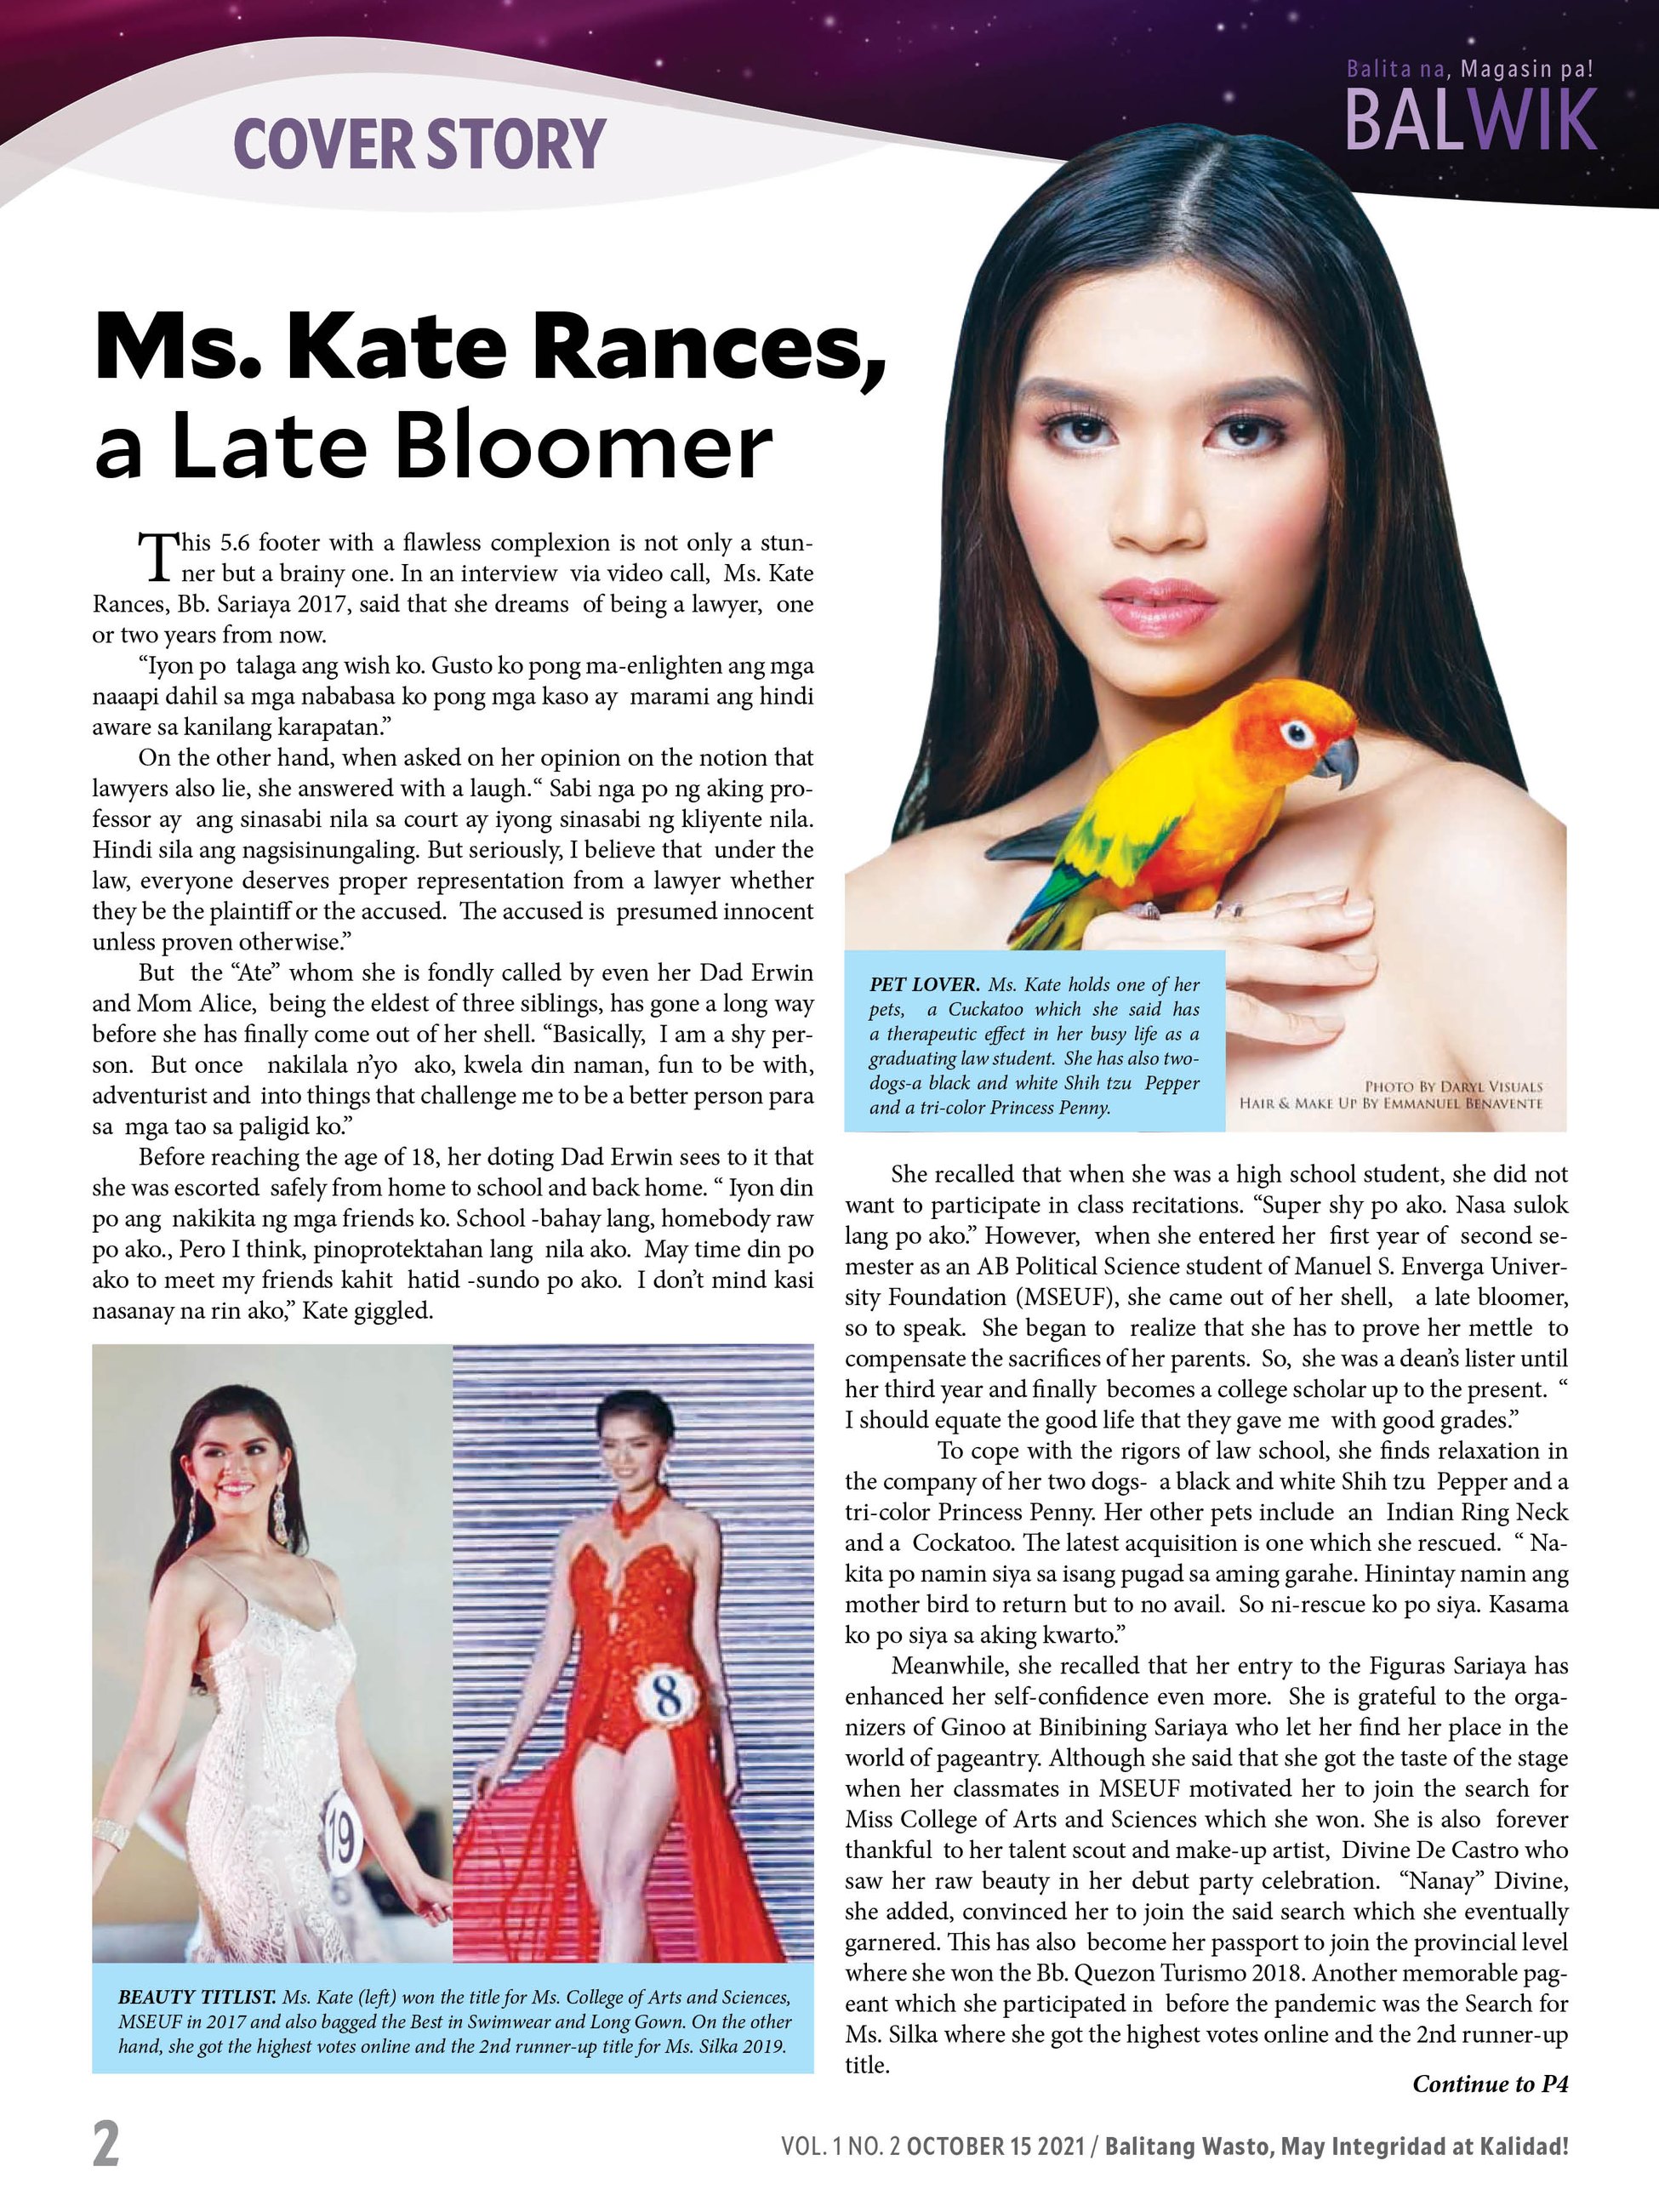 Balita na, Magasin pa!
BALWIK
COVER STORY
Ms. Kate Rances,
a Late Bloomer
This 5.6 footer with a flawless complexion is not only a stun-
ner but a brainy one. In an interview via video call, Ms. Kate
Rances, Bb. Sariaya 2017, said that she dreams of being a lawyer, one
or two years from now.
“Iyon po talaga ang wish ko. Gusto ko pong ma-enlighten ang mga
naaapi dahil sa mga nababasa ko pong mga kaso ay marami ang hindi
aware sa kanilang karapatan.”
On the other hand, when asked on her opinion on the notion that
lawyers also lie, she answered with a laugh.“ Sabi nga po ng aking pro-
fessor ay ang sinasabi nila sa court ay iyong sinasabi ng kliyente nila.
Hindi sila ang nagsisinungaling. But seriously, I believe that under the
law, everyone deserves proper representation from a lawyer whether
they be the plaintiff or the accused. The accused is presumed innocent
unless proven otherwise.”
But the “Ate” whom she is fondly called by even her Dad Erwin
and Mom Alice, being the eldest of three siblings, has gone a long way
before she has finally come out of her shell. “Basically, I am a shy per-
son. But once nakilala n’yo ako, kwela din naman, fun to be with,
adventurist and into things that challenge me to be a better person para
sa mga tao sa paligid ko.”
Before reaching the age of 18, her doting Dad Erwin sees to it that
she was escorted safely from home to school and back home. “ Iyon din
po ang nakikita ng mga friends ko. School -bahay lang, homebody raw
po ako., Pero I think, pinoprotektahan lang nila ako. May time din po
ako to meet my friends kahit hatid -sundo po ako. I don’t mind kasi
nasanay na rin ako,” Kate giggled.
19
8
BEAUTY TITLIST. Ms. Kate (left) won the title for Ms. College of Arts and Sciences,
MSEUF in 2017 and also bagged the Best in Swimwear and Long Gown. On the other
hand, she got the highest votes online and the 2nd runner-up title for Ms. Silka 2019.
PET LOVER. Ms. Kate holds one of her
pets, a Cuckatoo which she said has
a therapeutic effect in her busy life as a
graduating law student. She has also two-
dogs-a black and white Shih tzu Pepper
and a tri-color Princess Penny.
PHOTO BY DARYL VISUALS
HAIR & MAKE UP BY EMMANUEL BENAVENTE
She recalled that when she was a high school student, she did not
want to participate in class recitations. “Super shy po ako. Nasa sulok
lang po ako.” However, when she entered her first year of second se-
mester as an AB Political Science student of Manuel S. Enverga Univer-
sity Foundation (MSEUF), she came out of her shell, a late bloomer,
so to speak. She began to realize that she has to prove her mettle to
compensate the sacrifices of her parents. So, she was a dean’s lister until
her third year and finally becomes a college scholar up to the present. “
I should equate the good life that they gave me with good grades.”
To cope with the rigors of law school, she finds relaxation in
the company of her two dogs- a black and white Shih tzu Pepper and a
tri-color Princess Penny. Her other pets include an Indian Ring Neck
and a Cockatoo. The latest acquisition is one which she rescued. “ Na-
kita po namin siya sa isang pugad sa aming garahe. Hinintay namin ang
mother bird to return but to no avail. So ni-rescue ko po siya. Kasama
ko po siya sa aking kwarto.”
Meanwhile, she recalled that her entry to the Figuras Sariaya has
enhanced her self-confidence even more. She is grateful to the orga-
nizers of Ginoo at Binibining Sariaya who let her find her place in the
world of pageantry. Although she said that she got the taste of the stage
when her classmates in MSEUF motivated her to join the search for
Miss College of Arts and Sciences which she won. She is also forever
thankful to her talent scout and make-up artist, Divine De Castro who
saw her raw beauty in her debut party celebration. “Nanay” Divine,
she added, convinced her to join the said search which she eventually
garnered. This has also become her passport to join the provincial level
where she won the Bb. Quezon Turismo 2018. Another memorable pag-
eant which she participated in before the pandemic was the Search for
Ms. Silka where she got the highest votes online and the 2nd runner-up
title.
Continue to P4
2
VOL. 1 NO. 2 OCTOBER 15 2021 / Balitang Wasto, May Integridad at Kalidad!